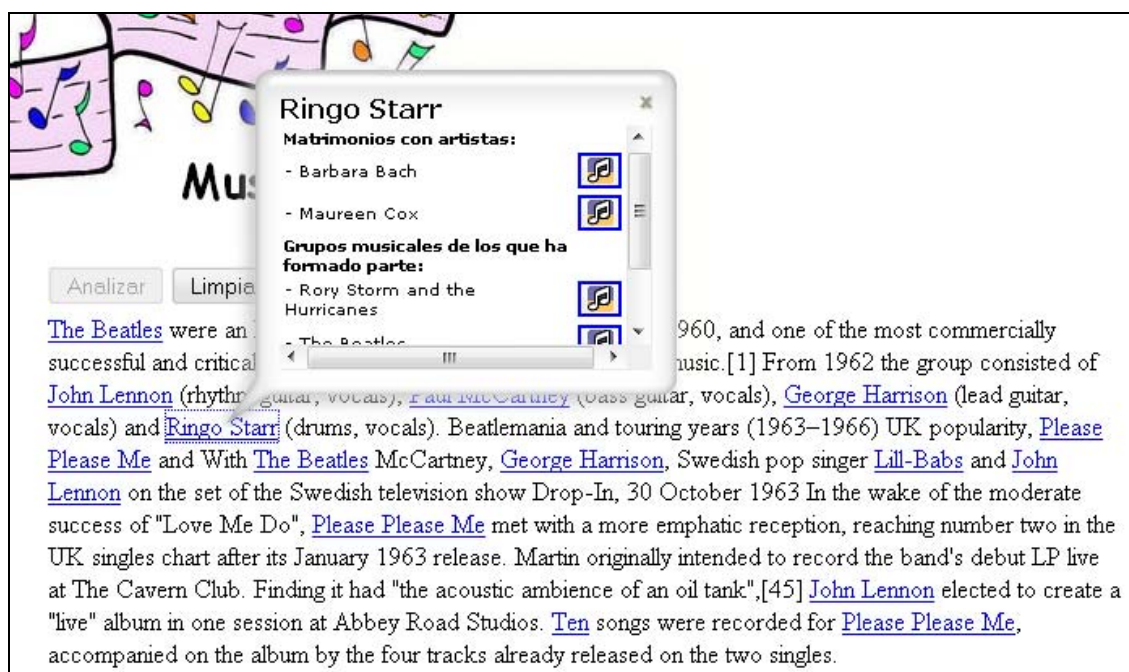 Mus
Ringo Starr
Matrimonios con artistas:
- Barbara Bach
- Maureen Cox
Grupos musicales de los que ha
formado parte:
- Rory Storm and the
Hurricanes
- The Beatles
Analizar Limpia
The Beatles were an 960, and one of the most commercially
successful and critical music.[1] From 1962 the group consisted of
John Lennon (rhythm guitar, vocals), Paul McCartney (bass guitar, vocals), George Harrison (lead guitar,
vocals) and Ringo Starr (drums, vocals). Beatlemania and touring years (1963–1966) UK popularity, Please
Please Me and With The Beatles McCartney, George Harrison, Swedish pop singer Lill-Babs and John
Lennon on the set of the Swedish television show Drop-In, 30 October 1963 In the wake of the moderate
success of "Love Me Do", Please Please Me met with a more emphatic reception, reaching number two in the
UK singles chart after its January 1963 release. Martin originally intended to record the band's debut LP live
at The Cavern Club. Finding it had "the acoustic ambience of an oil tank",[45] John Lennon elected to create a
"live" album in one session at Abbey Road Studios. Ten songs were recorded for Please Please Me,
accompanied on the album by the four tracks already released on the two singles.